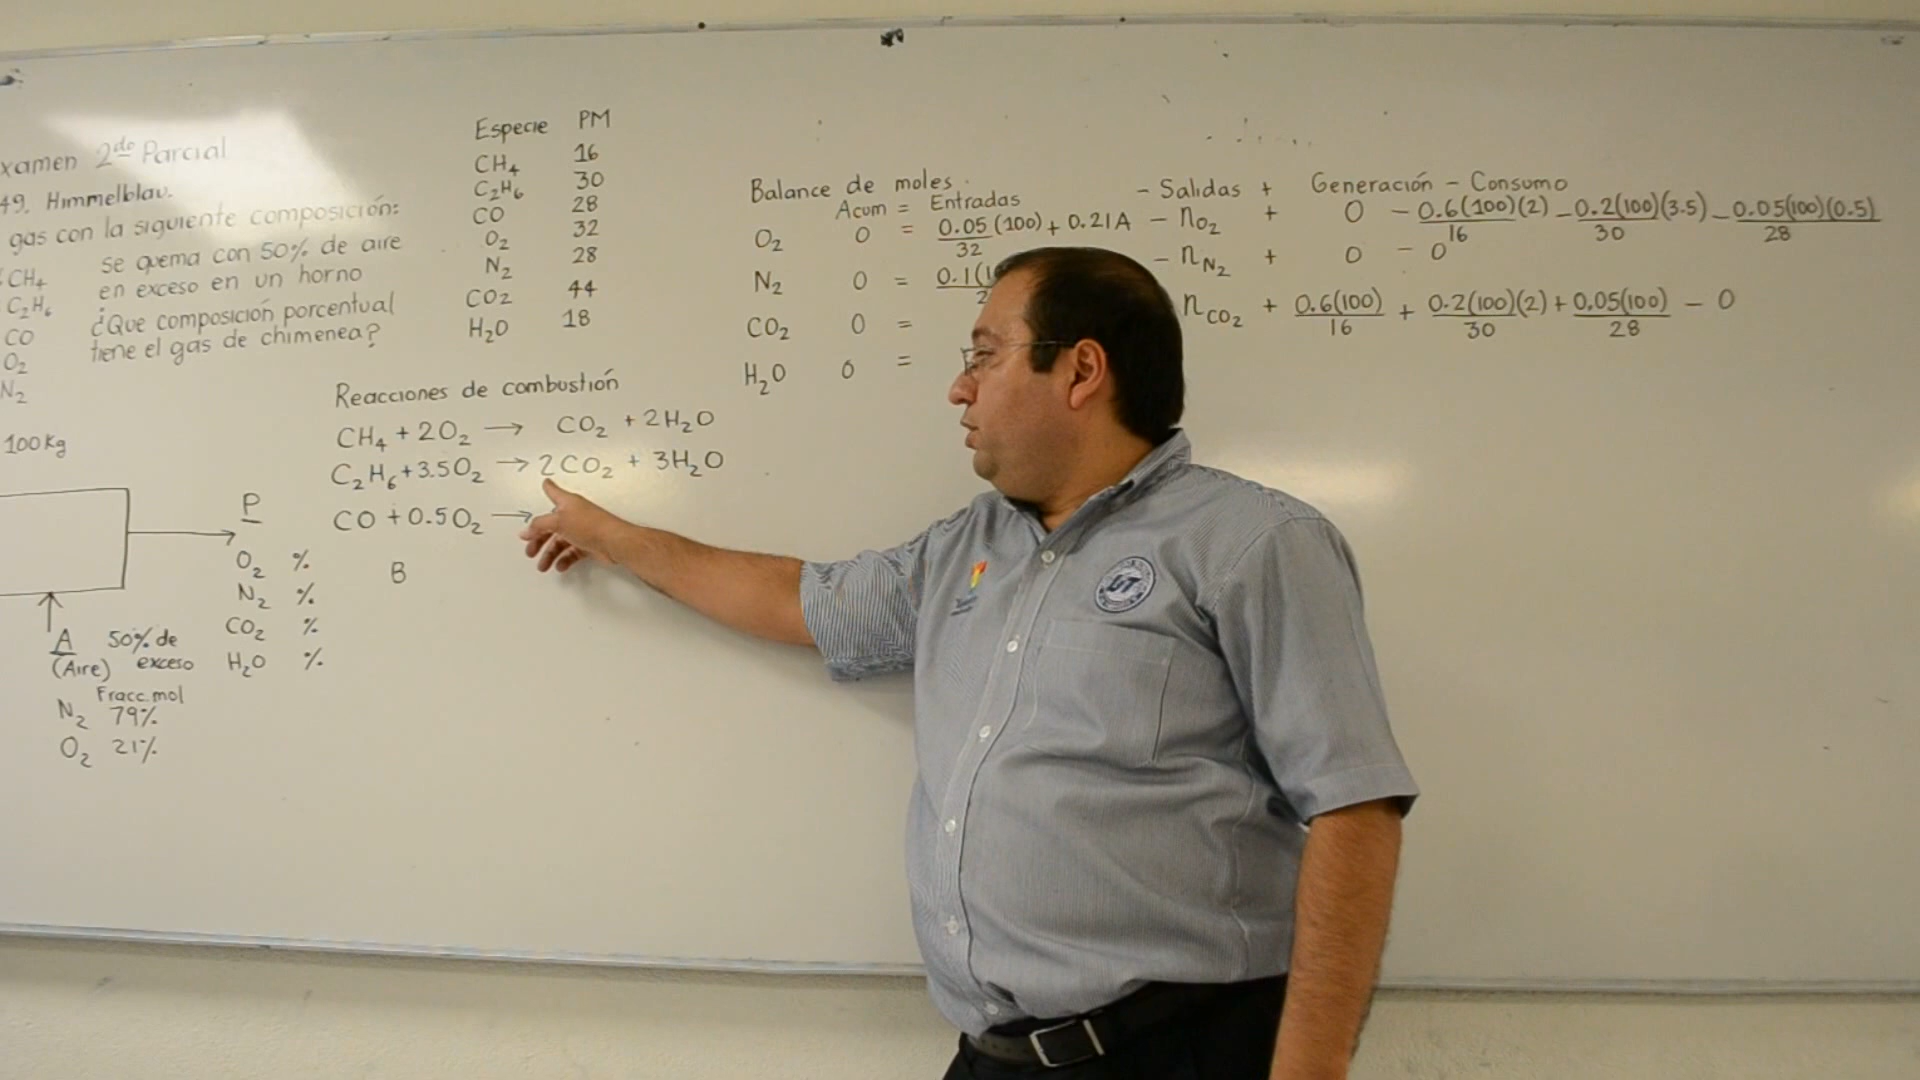 xamen 2do Parcial
49. Himmelblau.
gas con la siguiente composición:
CH4 se quema con 50% de aire
C2H6 en exceso en un horno
CO ¿Que composición porcentual
O2 tiene el gas de chimenea?
N2
100 Kg
P
O2 %
N2 %
CO2 %
H2O %
A 50% de
(Aire) exceso
Fracc. mol
N2 79%
O2 21%
Especie PM
CH4 16
C2H6 30
CO 28
O2 32
N2 28
CO2 44
H2O 18
Reacciones de combustión
CH4 + 2O2 → CO2 + 2H2O
C2H6 + 3.5O2 → 2CO2 + 3H2O
CO + 0.5O2 →
B
Balance de moles.
Acum = Entradas - Salidas + Generación - Consumo
O2 0 = 0.05(100)/32 + 0.21A - nO2 + 0 - 0.6(100)(2)/16 - 0.2(100)(3.5)/30 - 0.05(100)(0.5)/28
N2 0 = 0.1(1 - nN2 + 0 - 0
CO2 0 = nCO2 + 0.6(100)/16 + 0.2(100)(2)/30 + 0.05(100)/28 - 0
H2O 0 =
UT